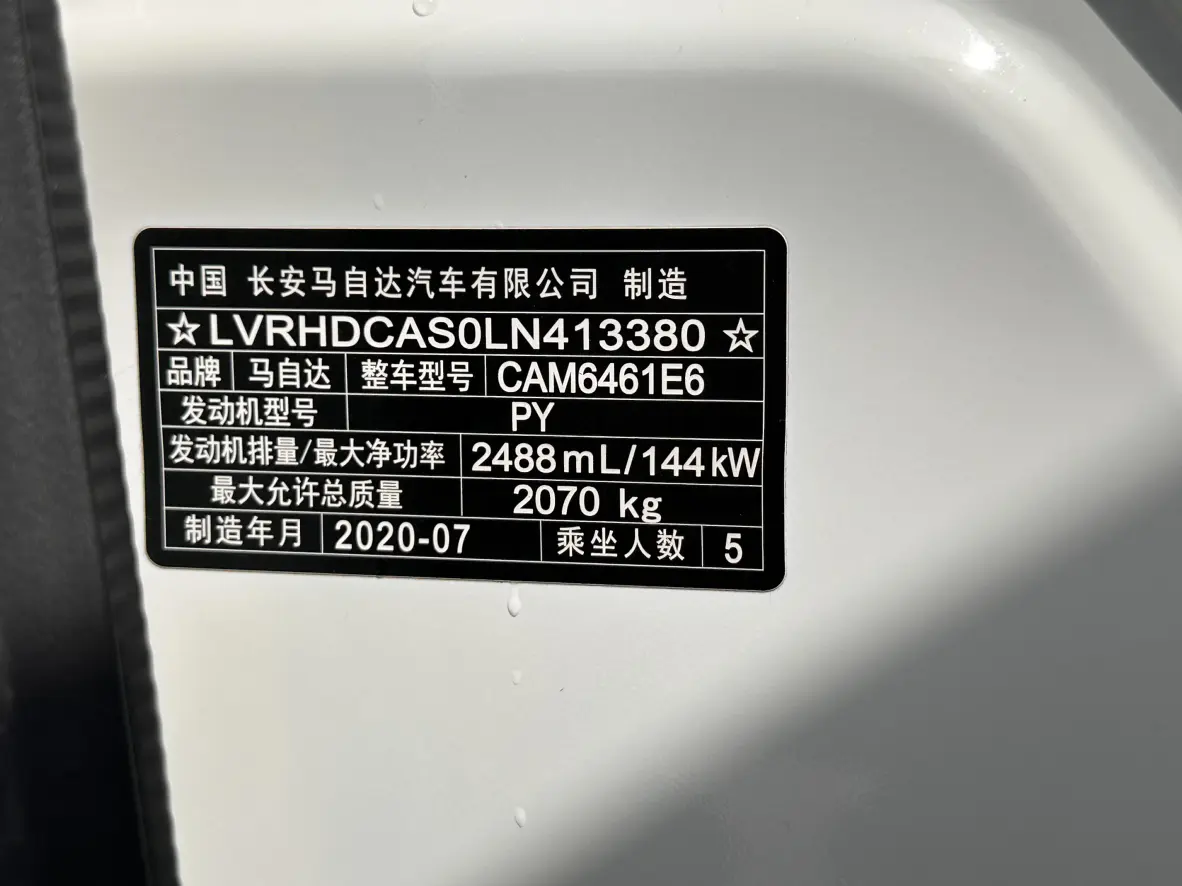 中国 长安马自达汽车有限公司 制造
☆LVRHDCAS0LN413380☆
品牌 马自达 整车型号 CAM6461E6
发动机型号 PY
发动机排量/最大净功率 2488mL/144kW
最大允许总质量 2070 kg
制造年月 2020-07 乘坐人数 5